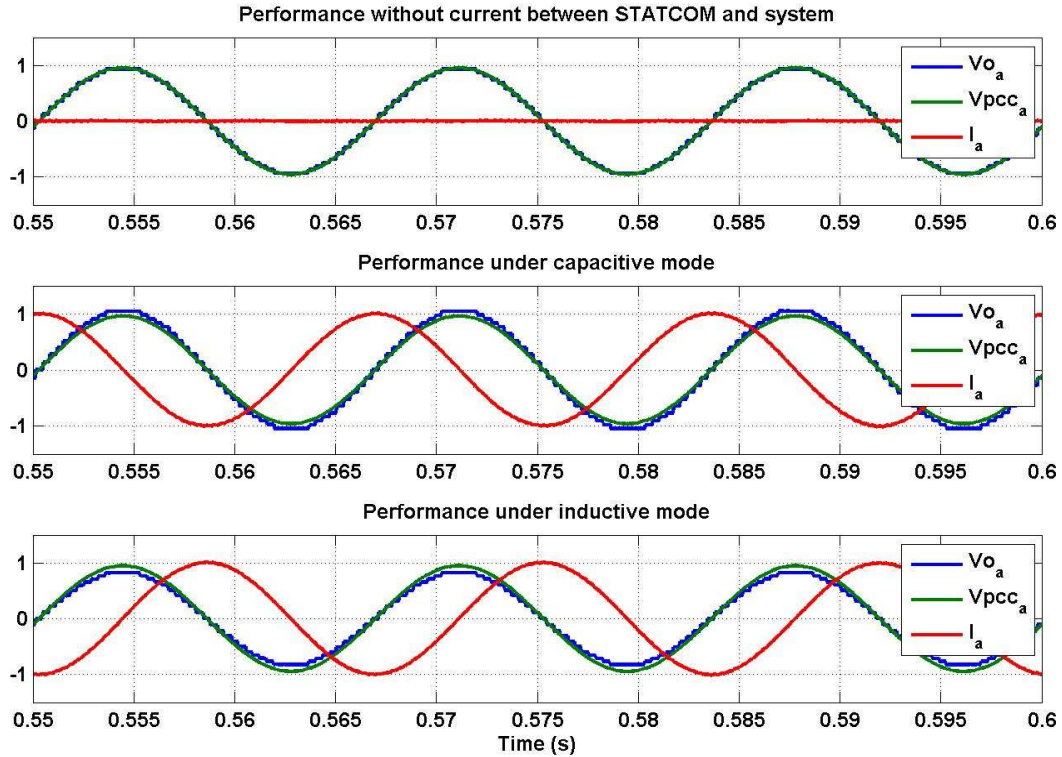 Performance without current between STATCOM and system
1
0
-1
Vo_a
Vpcc_a
I_a
0.55 0.555 0.56 0.565 0.57 0.575 0.58 0.585 0.59 0.595 0.6
Performance under capacitive mode
1
0
-1
Vo_a
Vpcc_a
I_a
0.55 0.555 0.56 0.565 0.57 0.575 0.58 0.585 0.59 0.595 0.6
Performance under inductive mode
1
0
-1
Vo_a
Vpcc_a
I_a
0.55 0.555 0.56 0.565 0.57 0.575 0.58 0.585 0.59 0.595 0.6
Time (s)